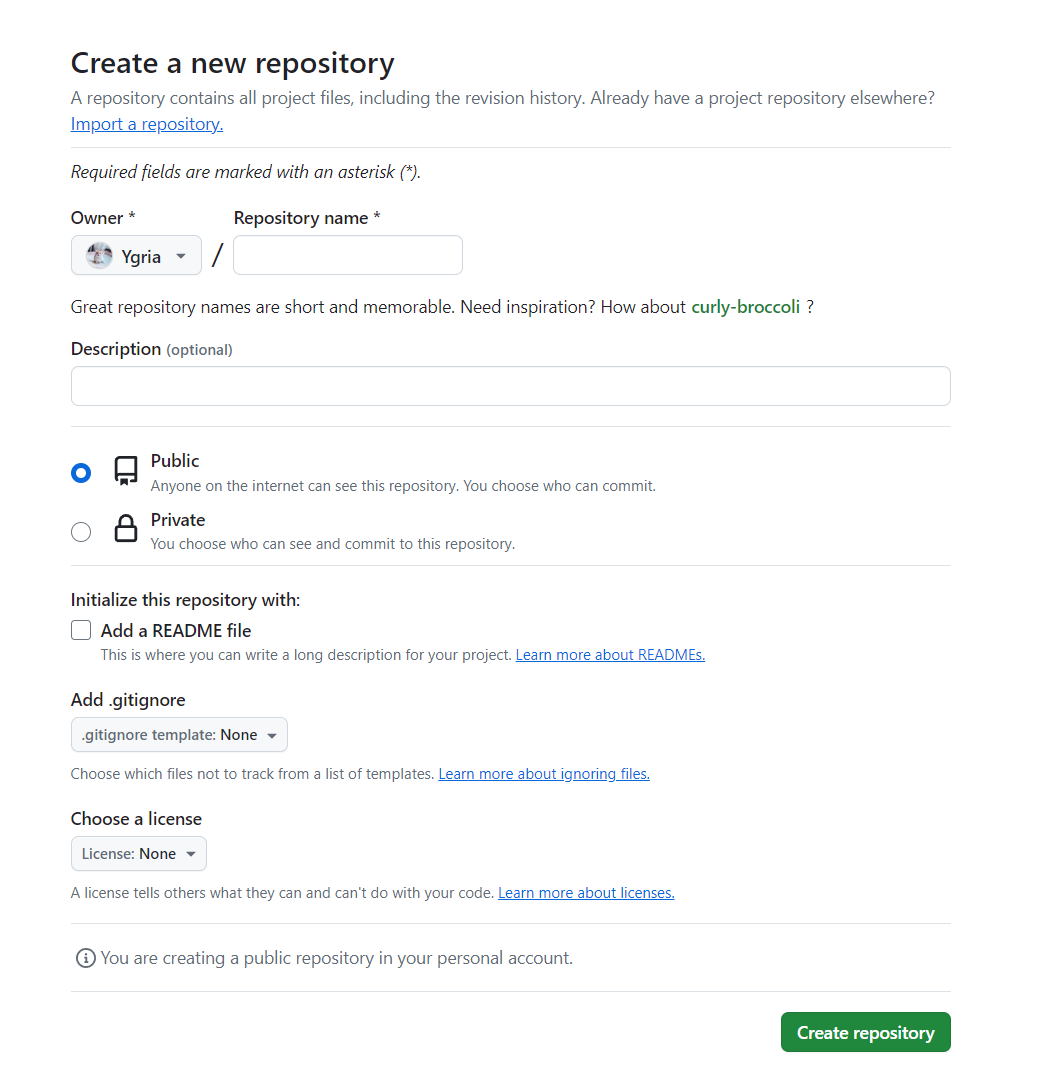 Create a new repository
A repository contains all project files, including the revision history. Already have a project repository elsewhere?
Import a repository.
Required fields are marked with an asterisk (*).
Owner * Repository name *
Ygria /
Great repository names are short and memorable. Need inspiration? How about curly-broccoli ?
Description (optional)
Public
Anyone on the internet can see this repository. You choose who can commit.
Private
You choose who can see and commit to this repository.
Initialize this repository with:
Add a README file
This is where you can write a long description for your project. Learn more about READMEs.
Add .gitignore
.gitignore template: None
Choose which files not to track from a list of templates. Learn more about ignoring files.
Choose a license
License: None
A license tells others what they can and can't do with your code. Learn more about licenses.
You are creating a public repository in your personal account.
Create repository